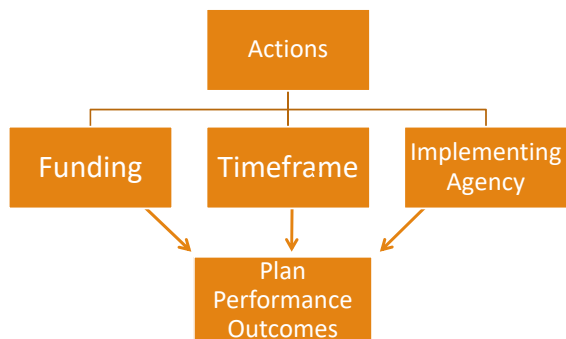 Actions
Funding
Timeframe
Implementing
Agency
Plan
Performance
Outcomes